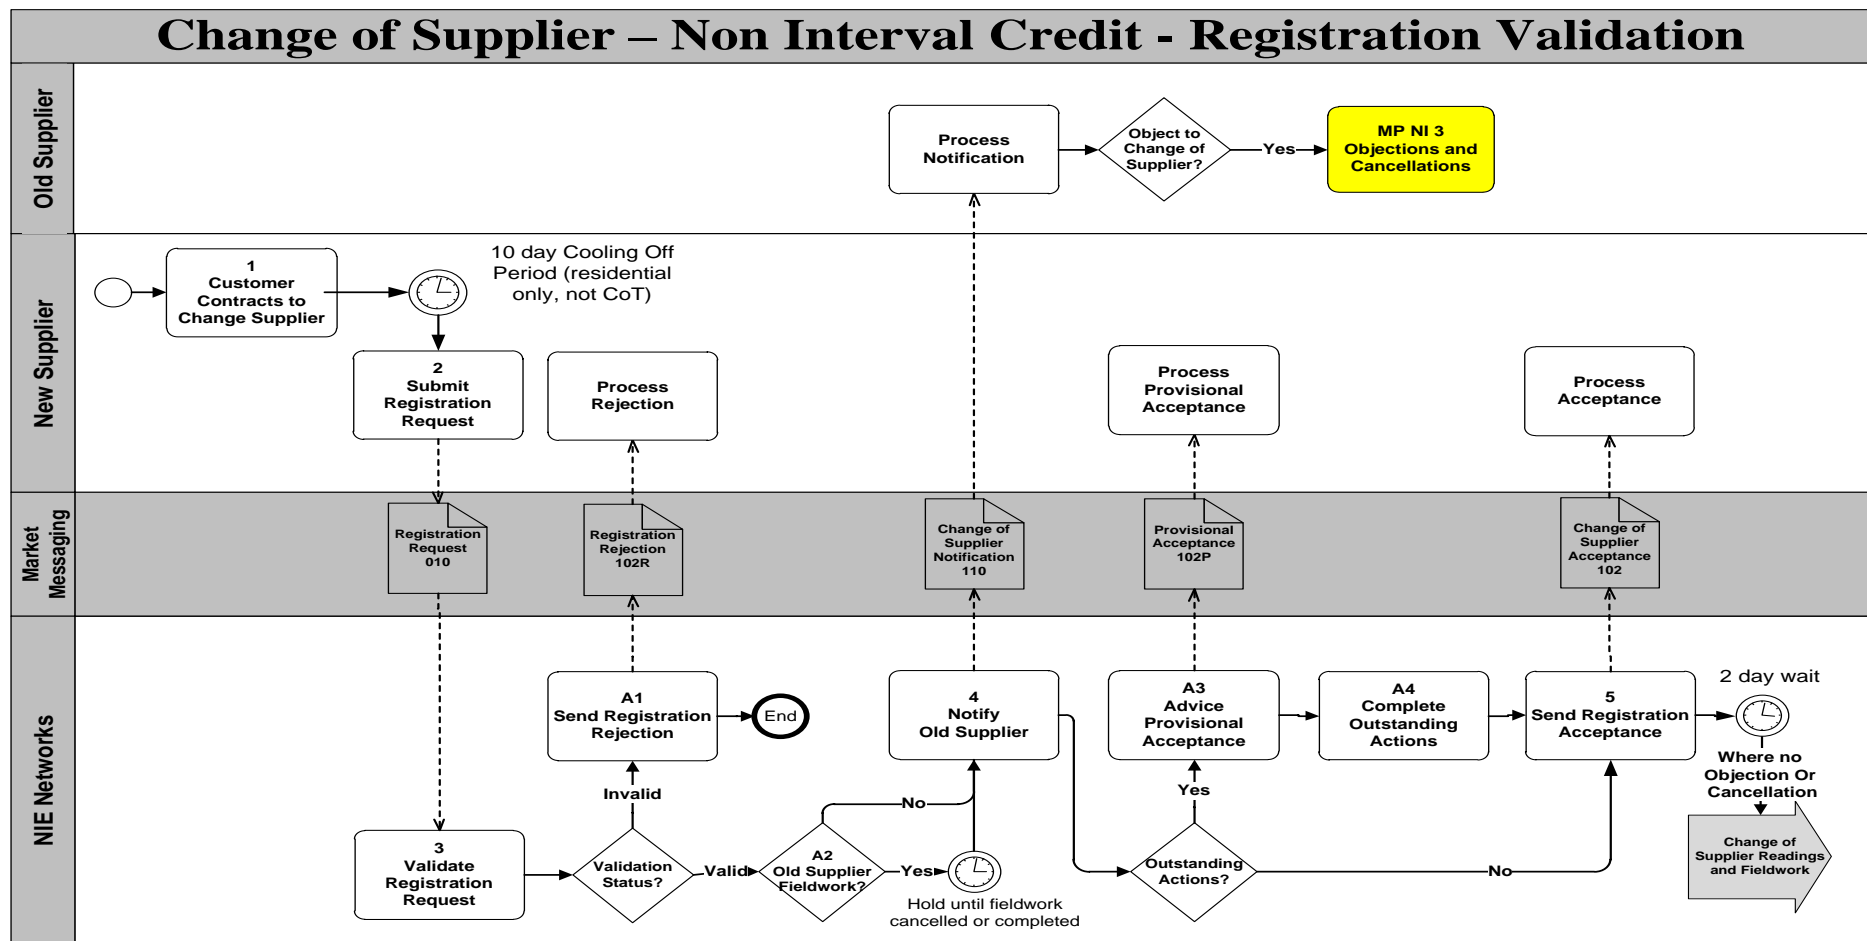 Change of Supplier – Non Interval Credit - Registration Validation
Old Supplier
Process
Notification
Object to
Change of
Supplier?
Yes
MP NI 3
Objections and
Cancellations
New Supplier
1
Customer
Contracts to
Change Supplier
10 day Cooling Off
Period (residential
only, not CoT)
2
Submit
Registration
Request
Process
Rejection
Process
Provisional
Acceptance
Process
Acceptance
Market
Messaging
Registration
Request
010
Registration
Rejection
102R
Change of
Supplier
Notification
110
Provisional
Acceptance
102P
Change of
Supplier
Acceptance
102
NIE Networks
A1
Send Registration
Rejection
End
4
Notify
Old Supplier
A3
Advice
Provisional
Acceptance
A4
Complete
Outstanding
Actions
5
Send Registration
Acceptance
2 day wait
Where no
Objection Or
Cancellation
Invalid
No
Yes
3
Validate
Registration
Request
Validation
Status?
Valid
A2
Old Supplier
Fieldwork?
Yes
Hold until fieldwork
cancelled or completed
Outstanding
Actions?
No
Change of
Supplier Readings
and Fieldwork